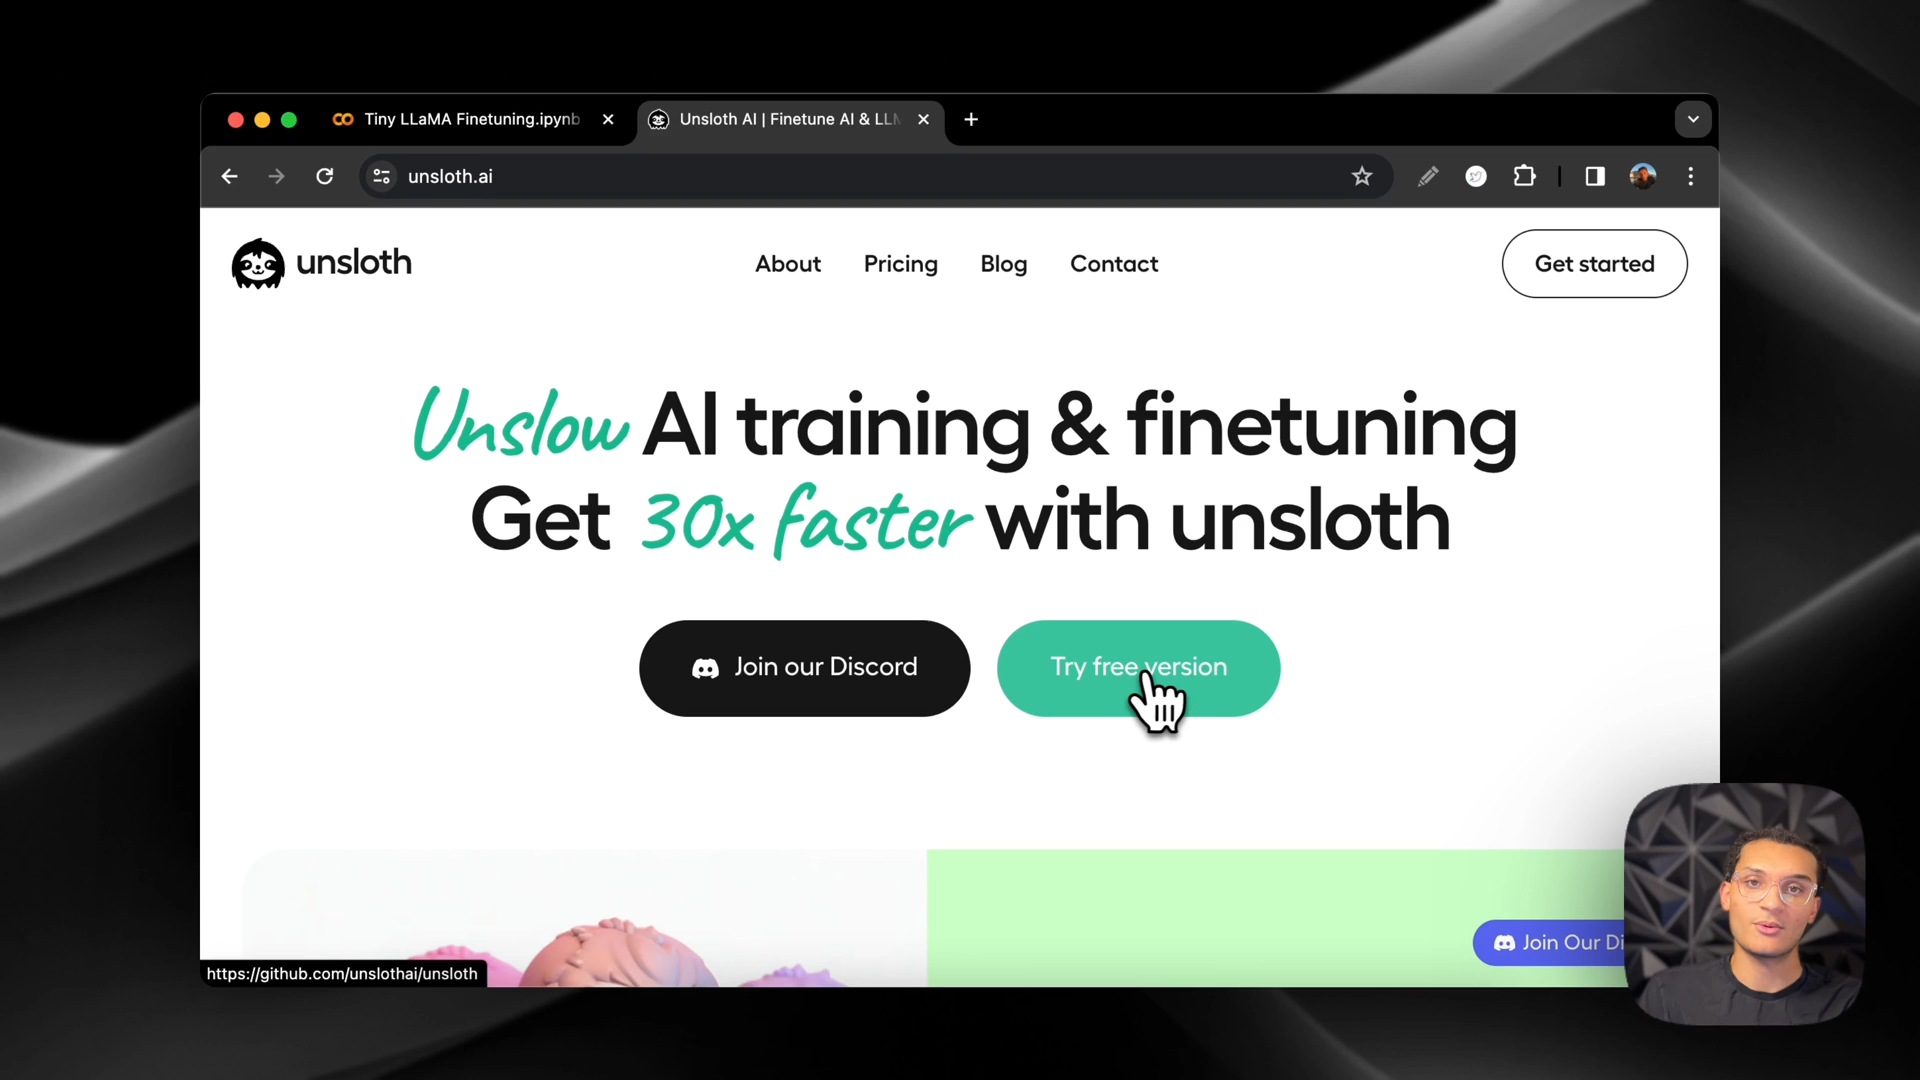 Tiny LLaMA Finetuning.ipynb
Unsloth AI | Finetune AI & LLM
unsloth.ai
unsloth
About
Pricing
Blog
Contact
Get started
Unslow AI training & finetuning
Get 30x faster with unsloth
Join our Discord
Try free version
Join Our Di
https://github.com/unslothai/unsloth